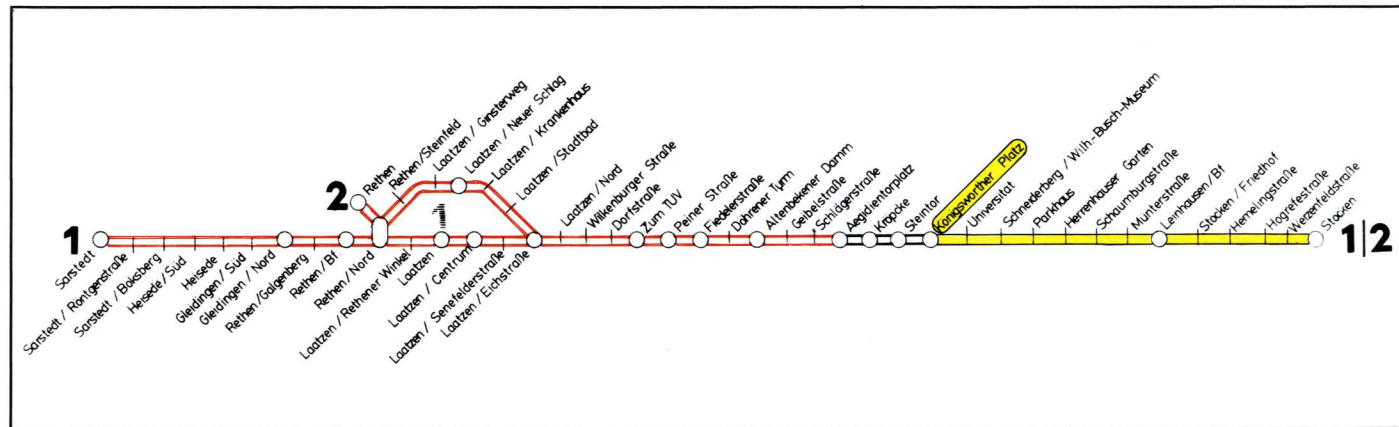 1
Sarstedt
Sarstedt / Röntgenstraße
Sarstedt / Boksberg
Heisede / Süd
Heisede
Gleidingen / Süd
Gleidingen / Nord
Rethen/Galgenberg
Rethen/Bf
Rethen / Nord
Laatzen / Rethener Winkel
Laatzen
Laatzen / Centrum
Laatzen / Senefelderstraße
Laatzen / Eichstraße
2
Rethen
Rethen/Steinfeld
Laatzen / Ginsterweg
Laatzen / Neuer Schlag
Laatzen / Krankenhaus
Laatzen / Stadtbad
1
Laatzen / Nord
Wilkenburger Straße
Dorfstraße
Zum TÜV
Peiner Straße
Fiedelerstraße
Döhrener Turm
Altenbekener Damm
Geibelstraße
Schlägerstraße
Aegidientorplatz
Kröpcke
Steintor
Königsworther Platz
Universität
Schneiderberg / Wilh.-Busch-Museum
Parkhaus
Herrenhäuser Gärten
Schaumburgstraße
Münterstraße
Leinhausen/Bf
Stöcken / Friedhof
Hemelingstraße
Hogrefestraße
Weizenfeldstraße
Stöcken
1|2